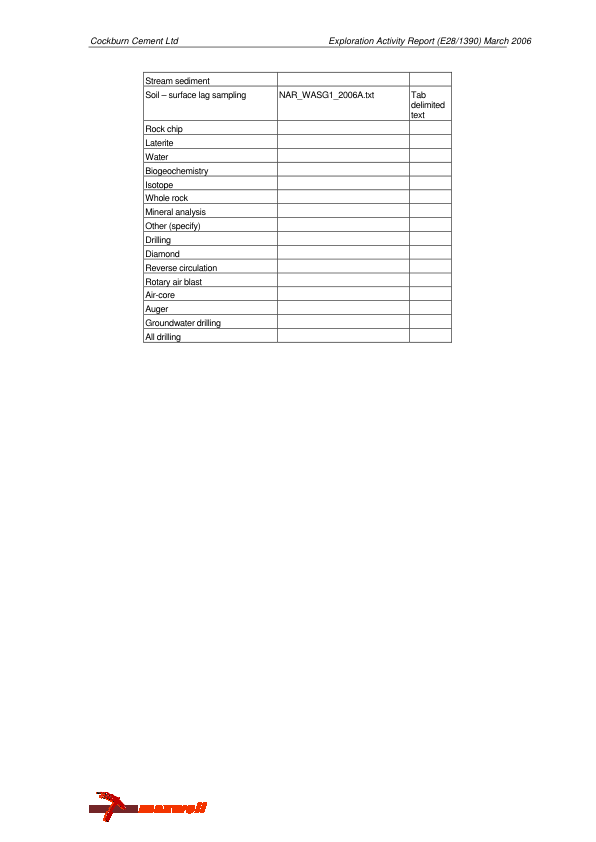 Cockburn Cement Ltd Exploration Activity Report (E28/1390) March 2006
Stream sediment
Soil – surface lag sampling NAR_WASG1_2006A.txt Tab
delimited
text
Rock chip
Laterite
Water
Biogeochemistry
Isotope
Whole rock
Mineral analysis
Other (specify)
Drilling
Diamond
Reverse circulation
Rotary air blast
Air-core
Auger
Groundwater drilling
All drilling
maxwell